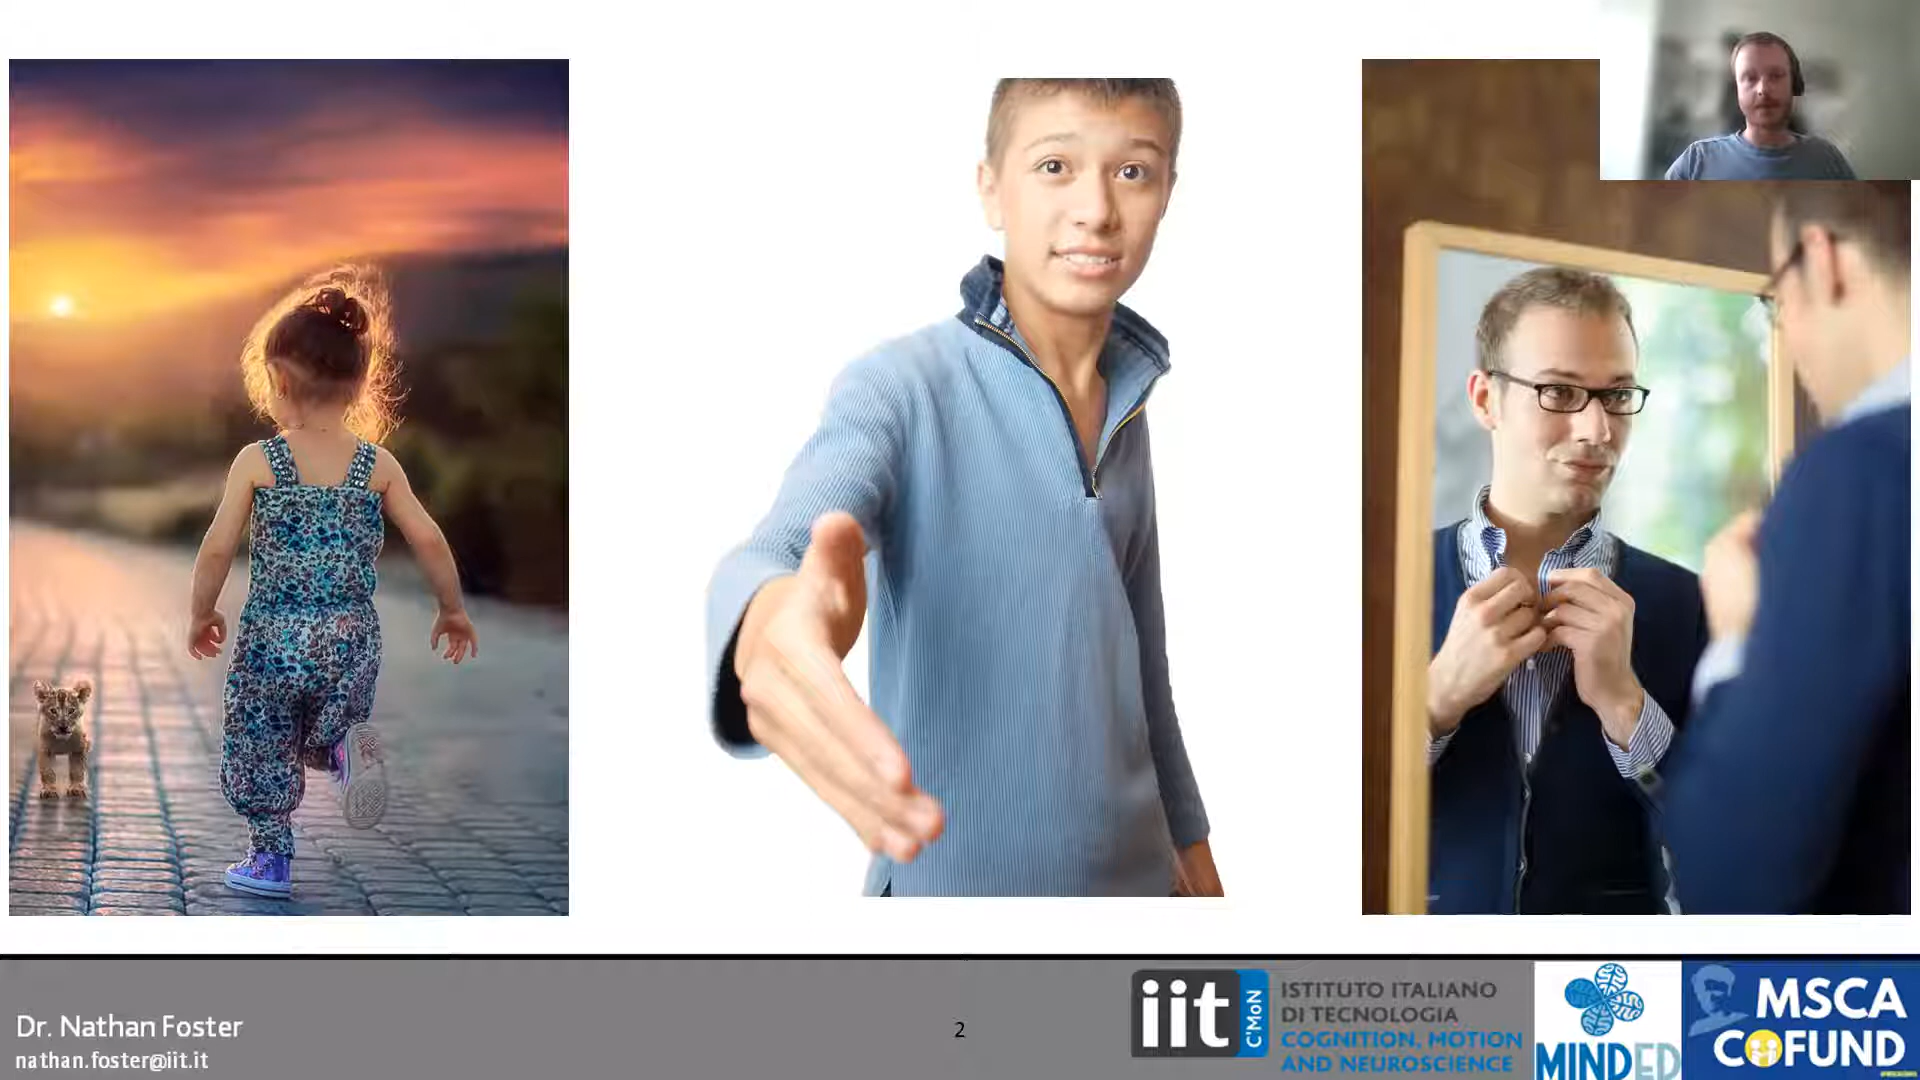 Dr. Nathan Foster
nathan.foster@iit.it
2
iit
C'MoN
ISTITUTO ITALIANO
DI TECNOLOGIA
COGNITION, MOTION
AND NEUROSCIENCE
MINDED
MSCA
COFUND